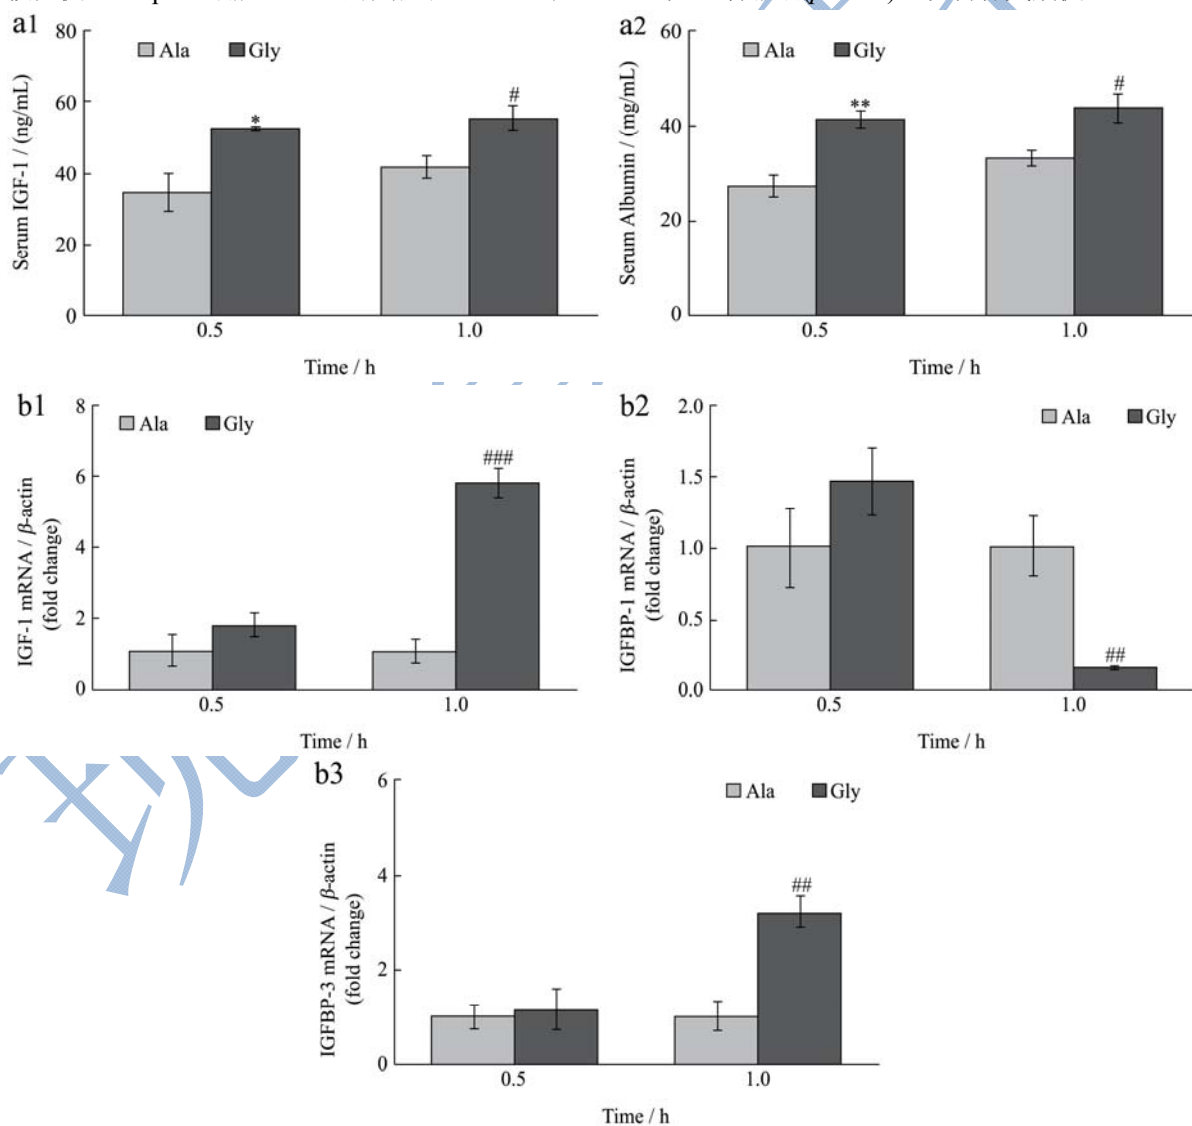 a1
80
60
40
20
0
Serum IGF-1 / (ng/mL)
Ala
Gly
*
#
0.5
1.0
Time / h
a2
60
40
20
0
Serum Albumin / (mg/mL)
Ala
Gly
**
#
0.5
1.0
Time / h
b1
8
6
4
2
0
IGF-1 mRNA / β-actin
(fold change)
Ala
Gly
###
0.5
1.0
Time / h
b2
2.0
1.5
1.0
0.5
0.0
IGFBP-1 mRNA / β-actin
(fold change)
Ala
Gly
##
0.5
1.0
Time / h
b3
6
4
2
0
IGFBP-3 mRNA / β-actin
(fold change)
Ala
Gly
##
0.5
1.0
Time / h